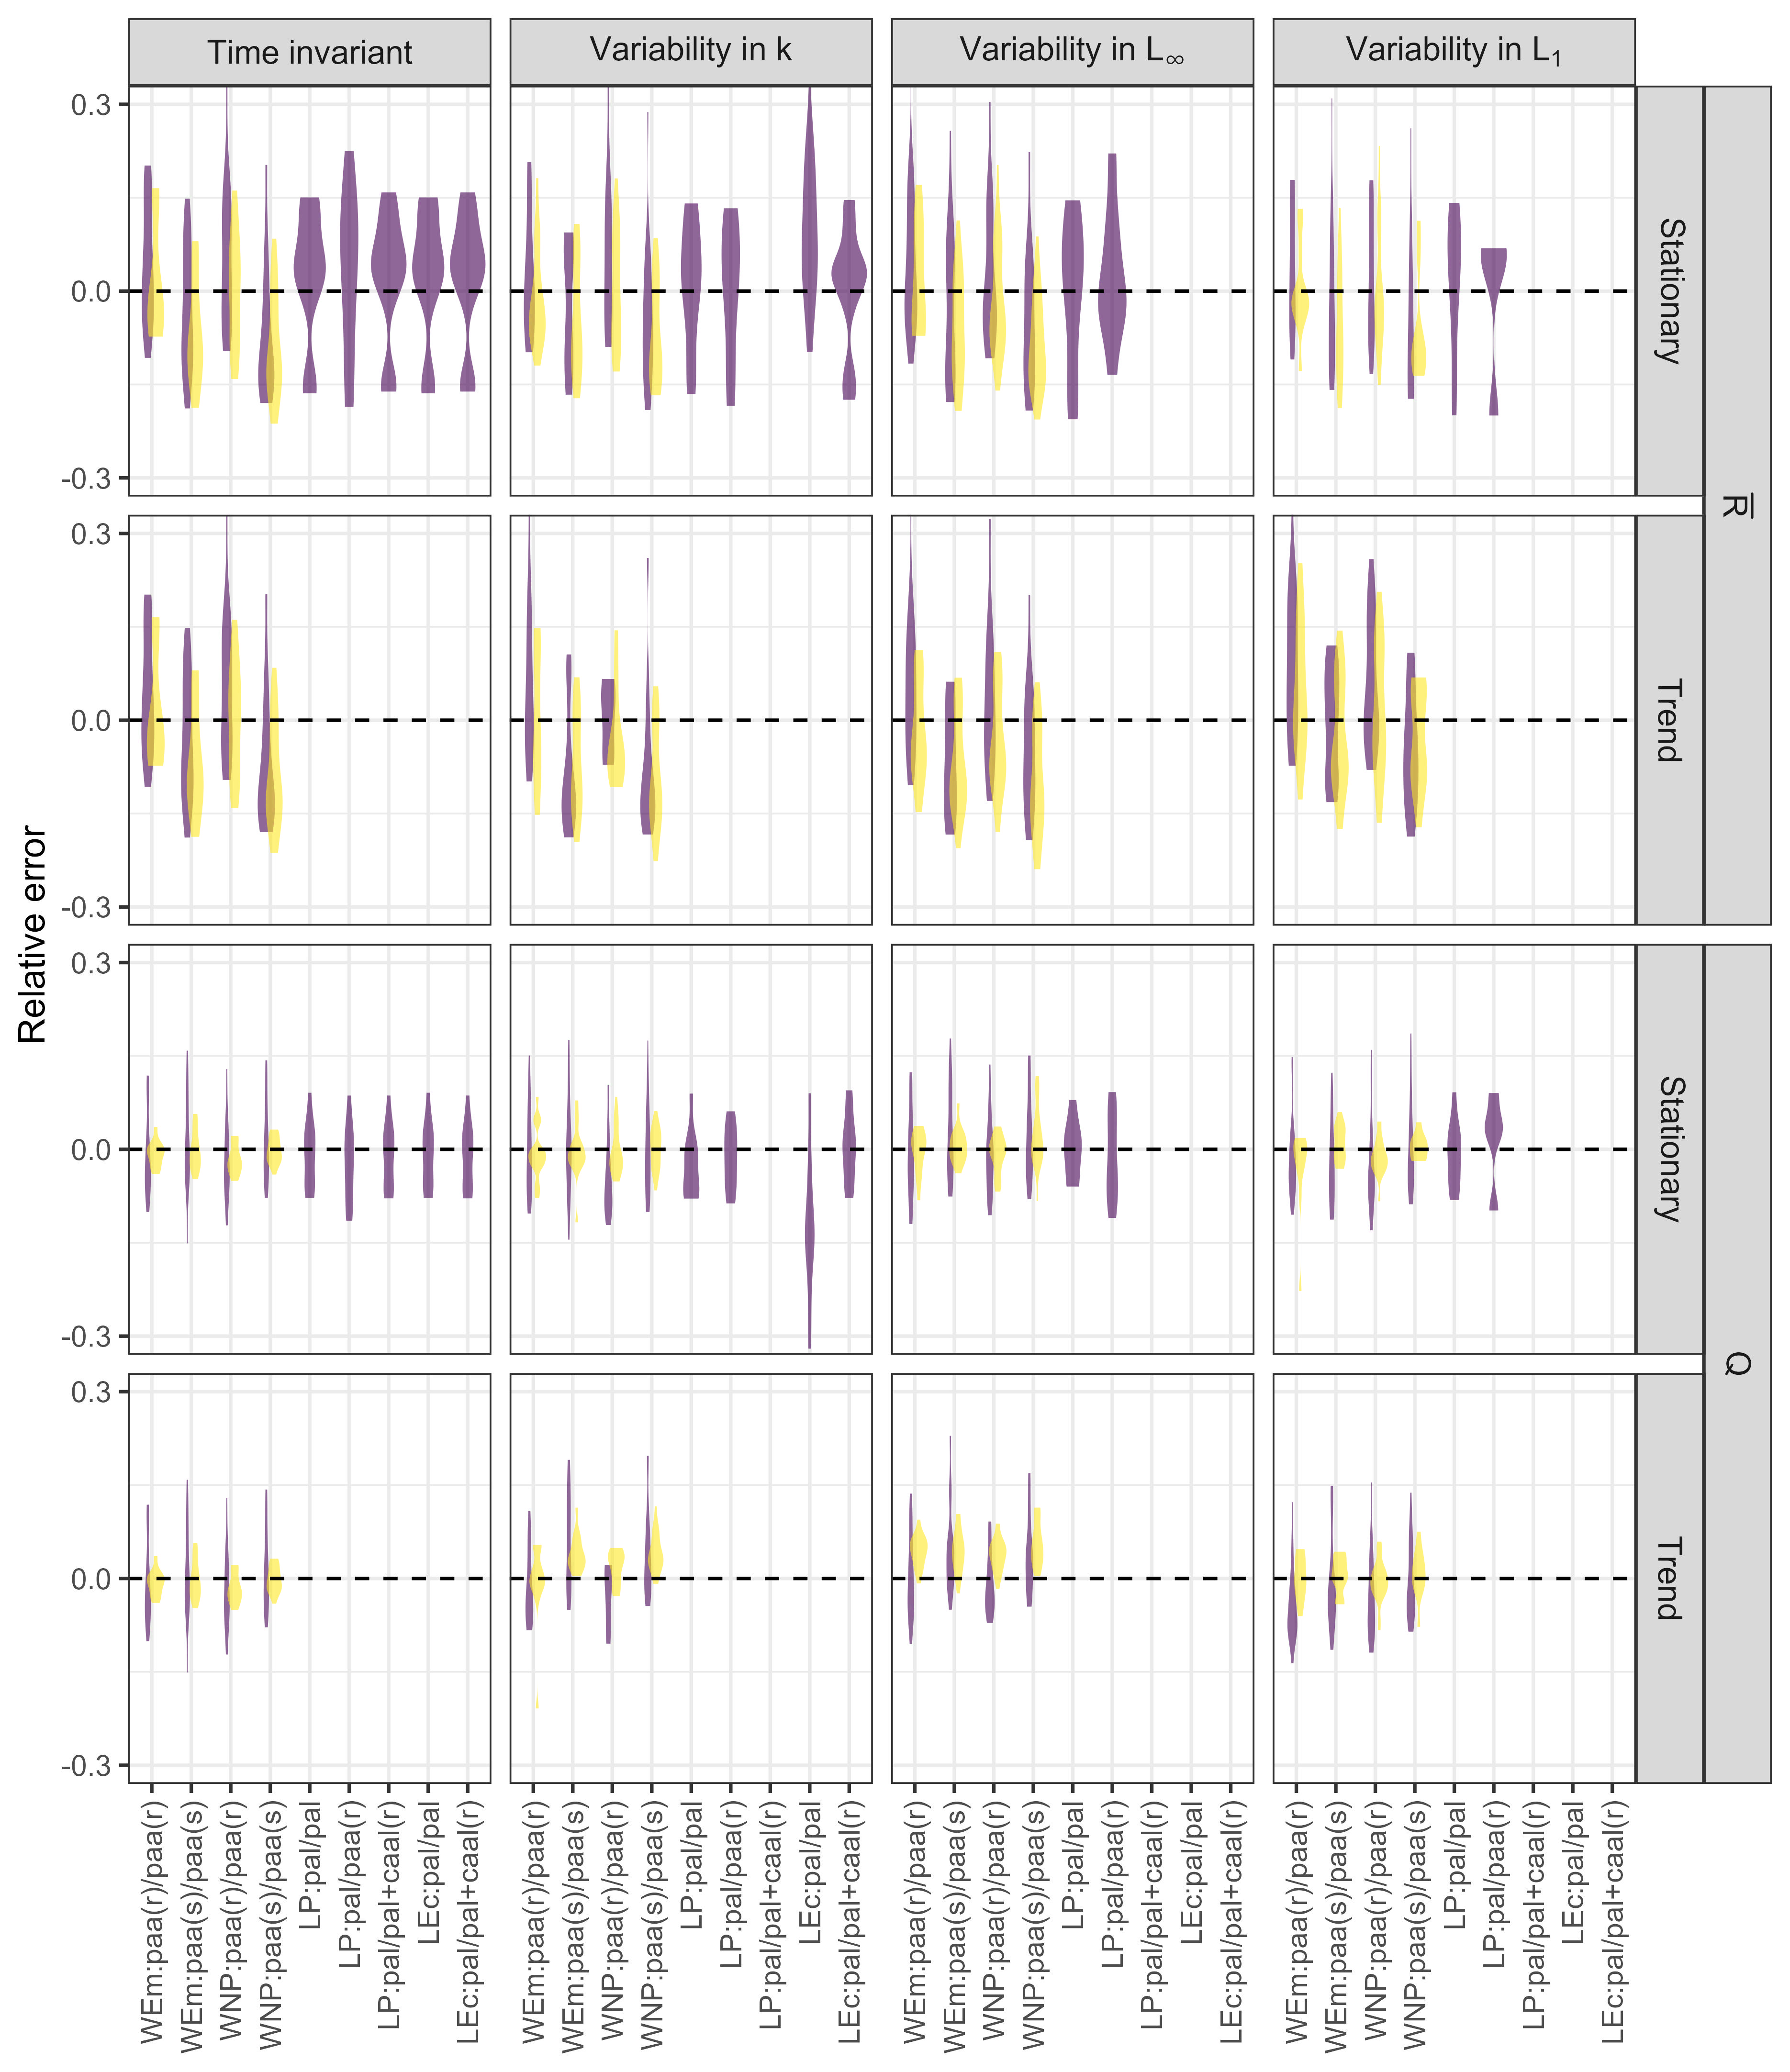 Time invariant
Variability in k
Variability in L∞
Variability in L1
Relative error
0.3
0.0
-0.3
Stationary
R̅
0.3
0.0
-0.3
Trend
0.3
0.0
-0.3
Stationary
Q
0.3
0.0
-0.3
Trend
WEm:paa(r)/paa(r)
WEm:paa(s)/paa(s)
WNP:paa(r)/paa(r)
WNP:paa(s)/paa(s)
LP:pal/pal
LP:pal/paa(r)
LP:pal/pal+caal(r)
LEc:pal/pal
LEc:pal/pal+caal(r)
WEm:paa(r)/paa(r)
WEm:paa(s)/paa(s)
WNP:paa(r)/paa(r)
WNP:paa(s)/paa(s)
LP:pal/pal
LP:pal/paa(r)
LP:pal/pal+caal(r)
LEc:pal/pal
LEc:pal/pal+caal(r)
WEm:paa(r)/paa(r)
WEm:paa(s)/paa(s)
WNP:paa(r)/paa(r)
WNP:paa(s)/paa(s)
LP:pal/pal
LP:pal/paa(r)
LP:pal/pal+caal(r)
LEc:pal/pal
LEc:pal/pal+caal(r)
WEm:paa(r)/paa(r)
WEm:paa(s)/paa(s)
WNP:paa(r)/paa(r)
WNP:paa(s)/paa(s)
LP:pal/pal
LP:pal/paa(r)
LP:pal/pal+caal(r)
LEc:pal/pal
LEc:pal/pal+caal(r)